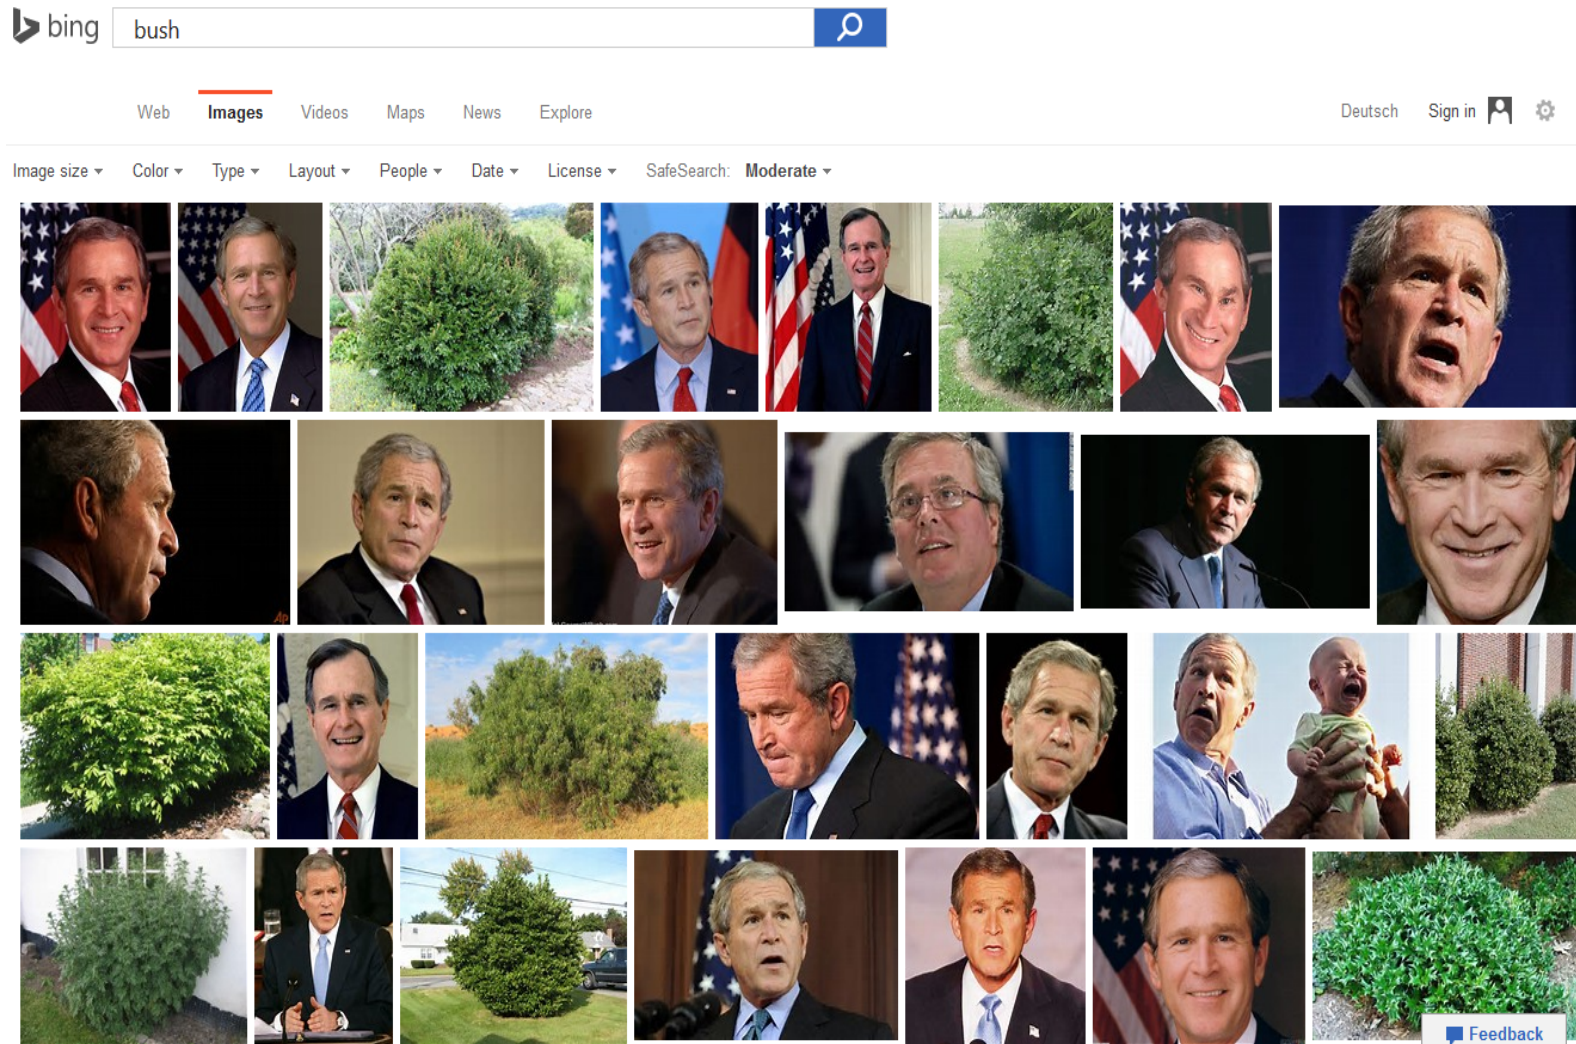 bing
bush
Web Images Videos Maps News Explore
Deutsch Sign in
Image size Color Type Layout People Date License SafeSearch: Moderate
Ap
Feedback